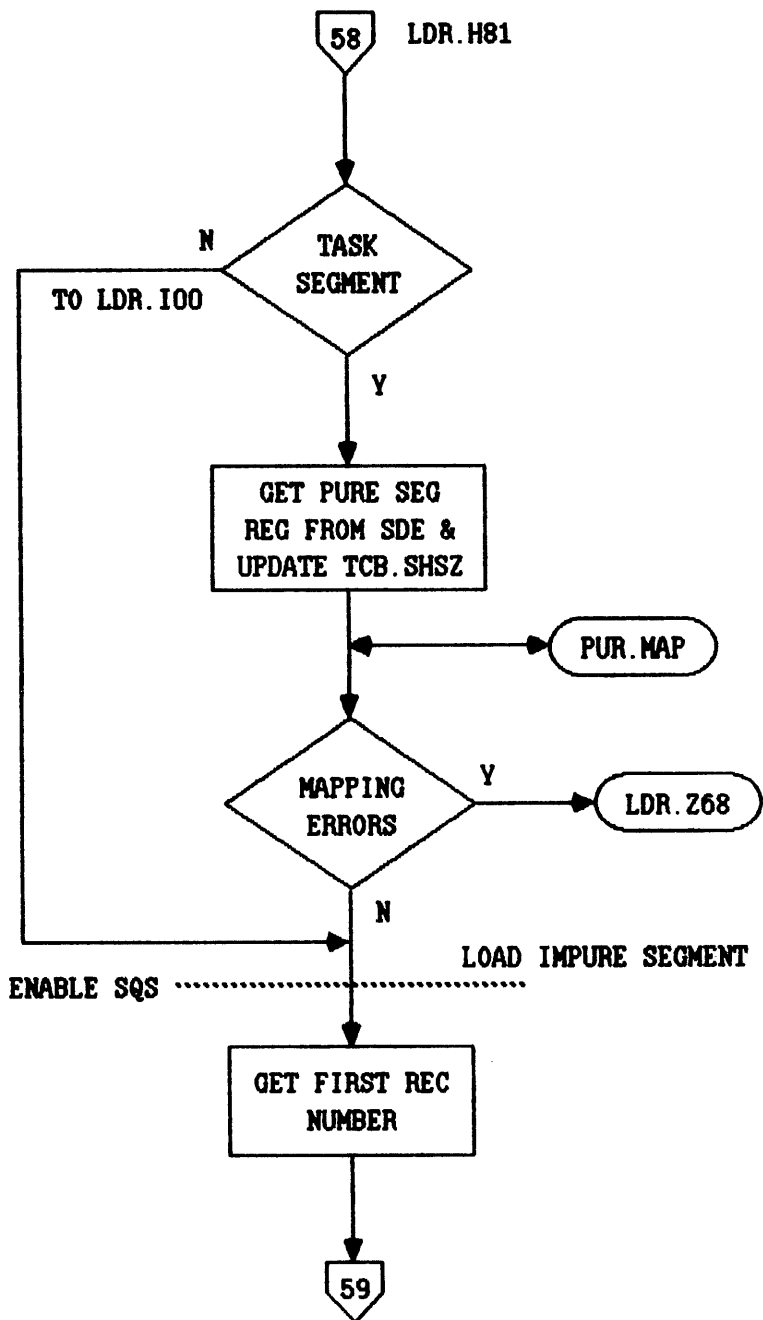 58 LDR.H81
TASK
SEGMENT
N
TO LDR.I00
Y
GET PURE SEG
REG FROM SDE &
UPDATE TCB.SHSZ
PUR.MAP
MAPPING
ERRORS
Y
LDR.Z68
N
LOAD IMPURE SEGMENT
ENABLE SQS
GET FIRST REC
NUMBER
59